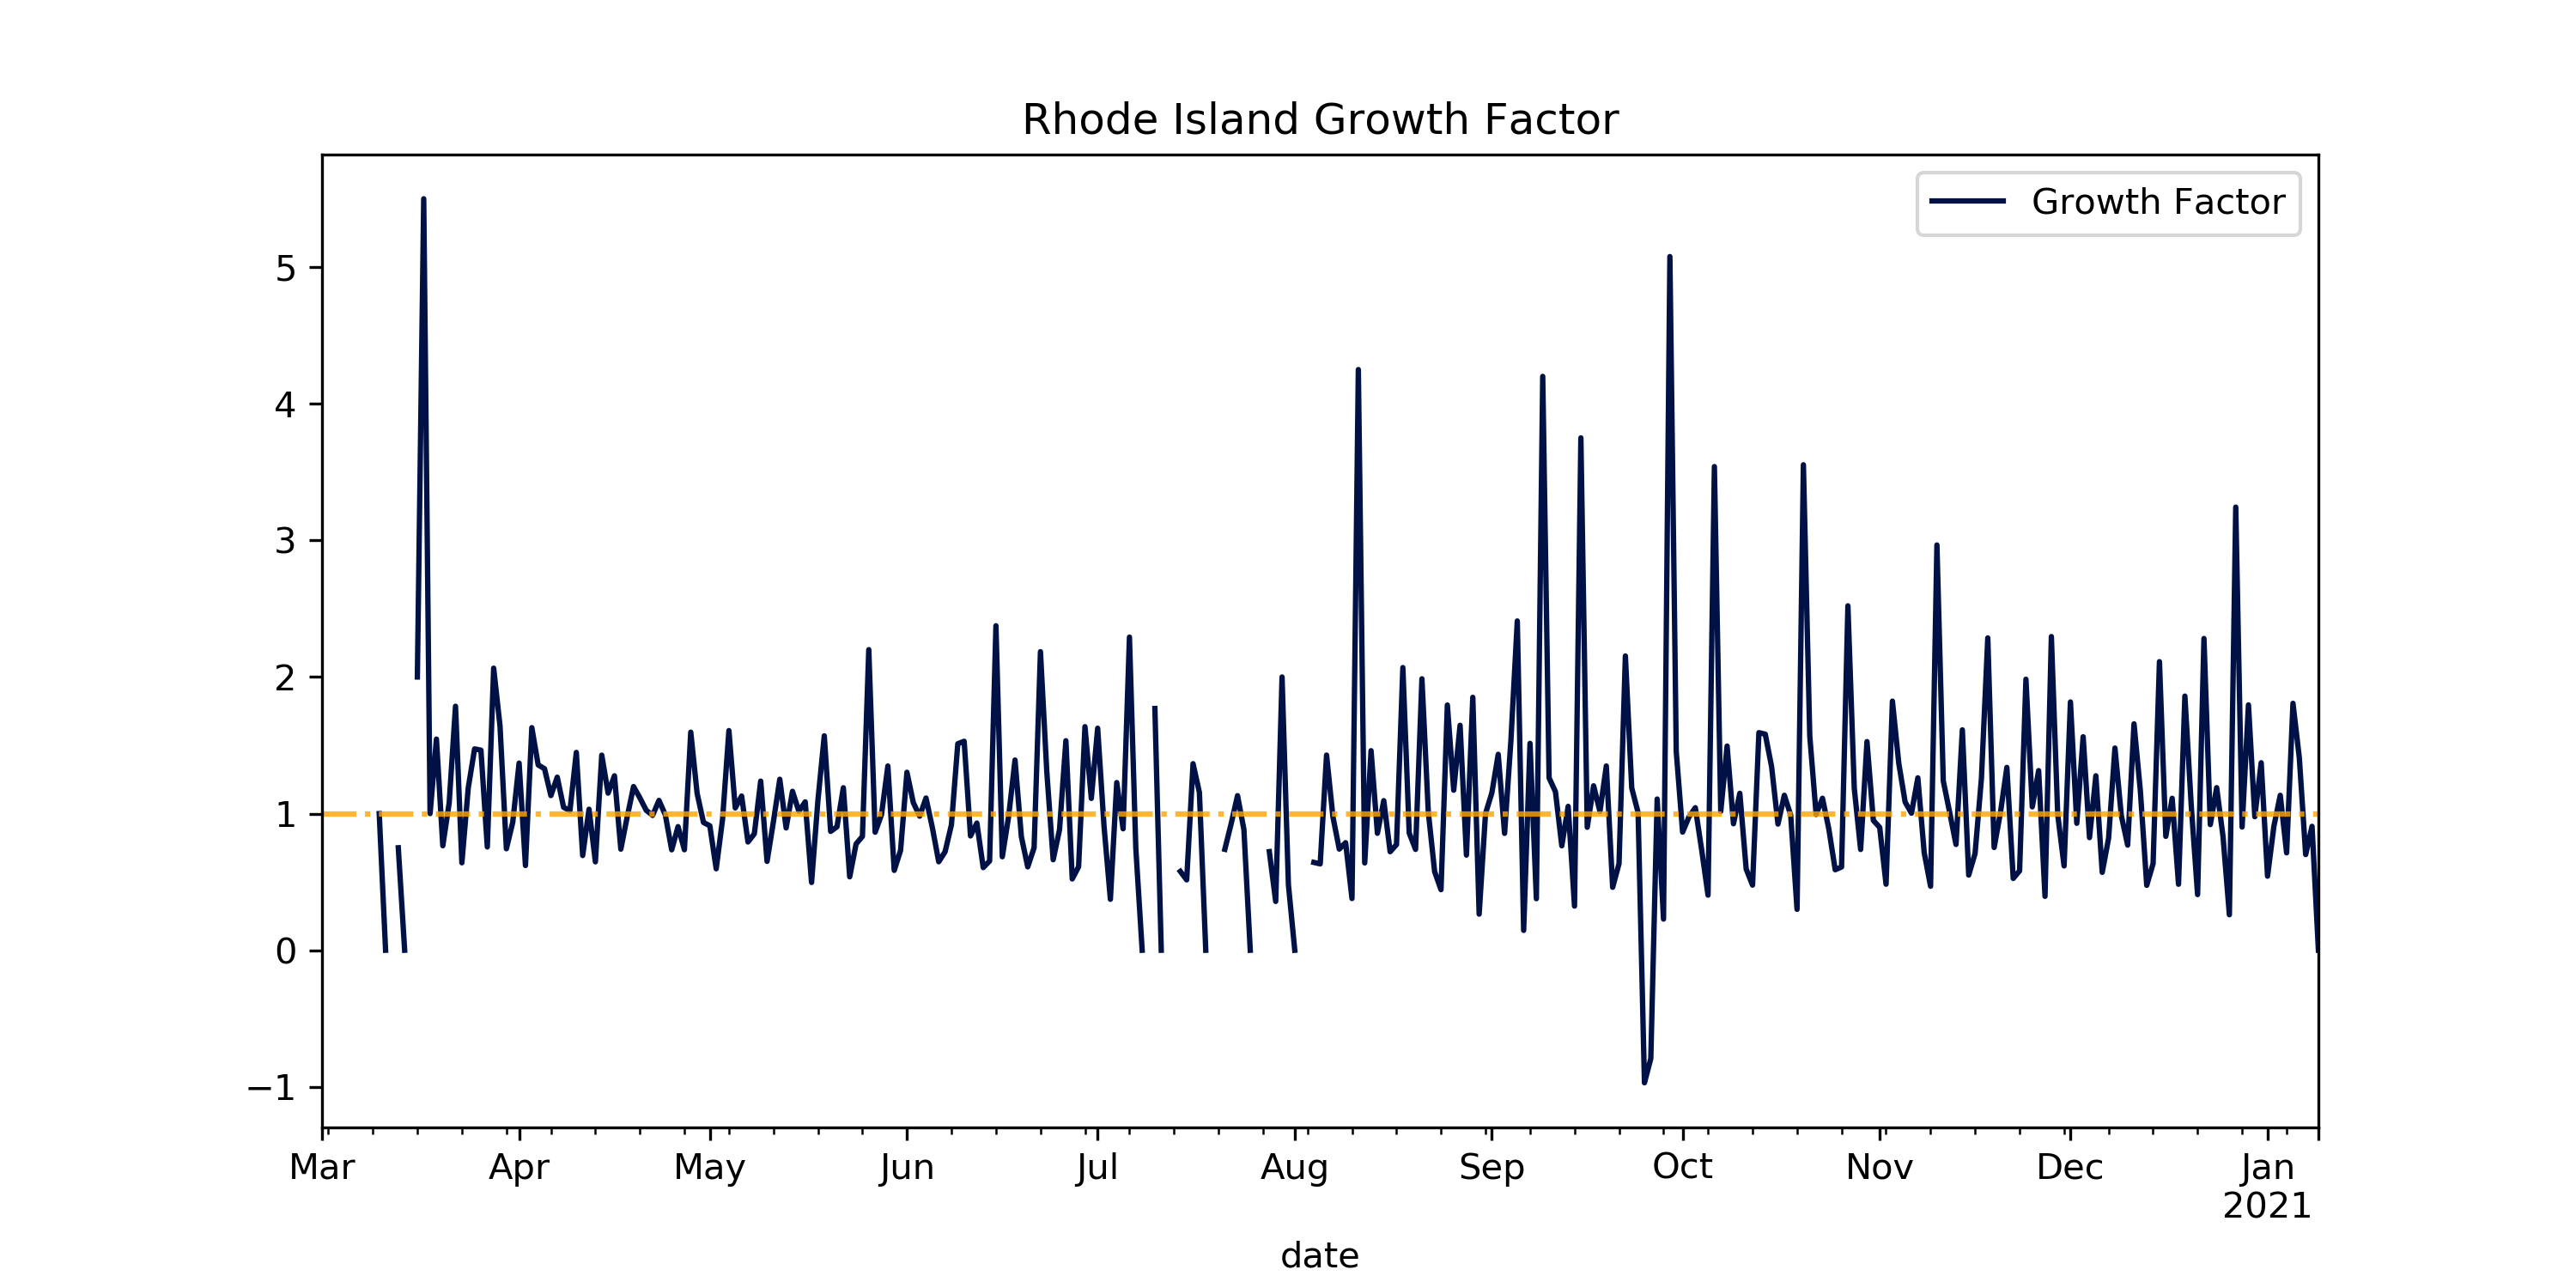 Rhode Island Growth Factor
Growth Factor
5
4
3
2
1
0
−1
Mar Apr May Jun Jul Aug Sep Oct Nov Dec Jan
2021
date